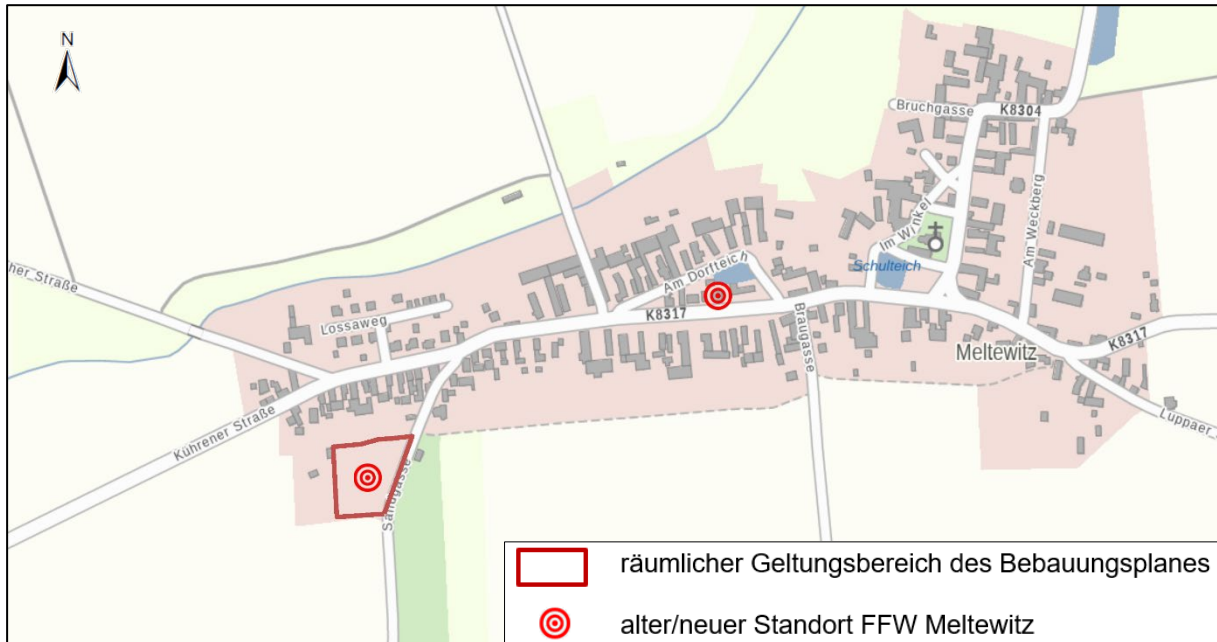 N
Bruchgasse
K8304
Am Weckberg
Im Winkel
Schulteich
Am Dorfteich
her Straße
Lossaweg
K8317
Braugasse
K8317
Meltewitz
Luppaer
Kührener Straße
Sandgasse
räumlicher Geltungsbereich des Bebauungsplanes
alter/neuer Standort FFW Meltewitz